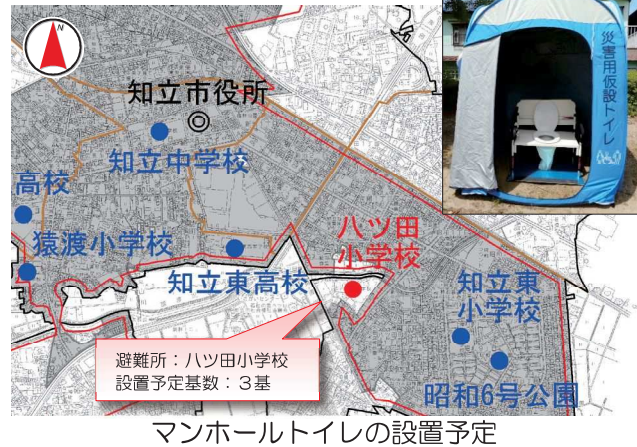 N
知立市役所
知立中学校
高校
猿渡小学校
知立東高校
八ツ田
小学校
知立東
小学校
昭和6号公園
避難所：八ツ田小学校
設置予定基数：３基
災害用仮設トイレ
マンホールトイレの設置予定